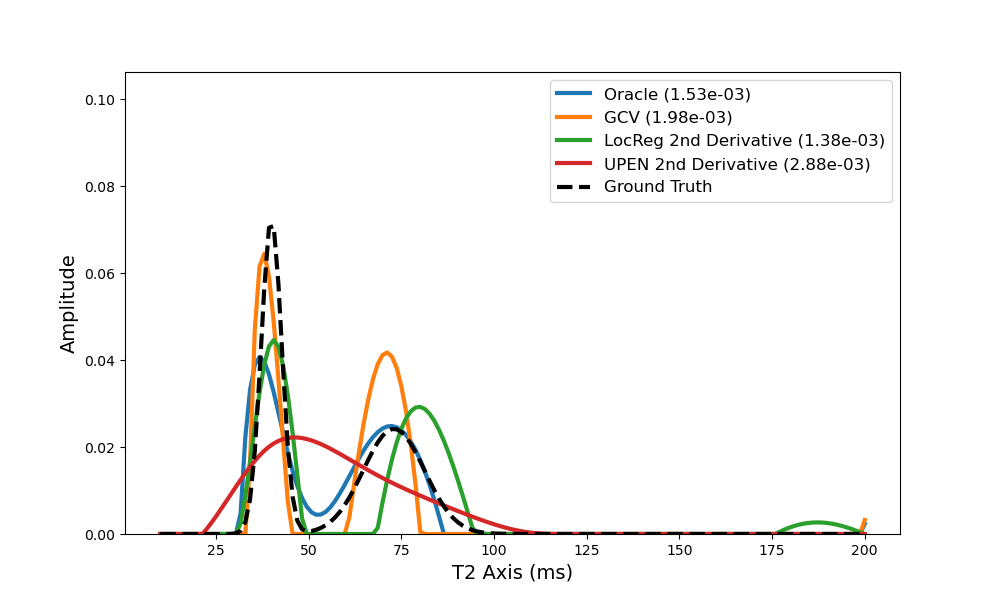 0.10
0.08
0.06
0.04
0.02
0.00
Amplitude
25
50
75
100
125
150
175
200
T2 Axis (ms)
Oracle (1.53e-03)
GCV (1.98e-03)
LocReg 2nd Derivative (1.38e-03)
UPEN 2nd Derivative (2.88e-03)
Ground Truth